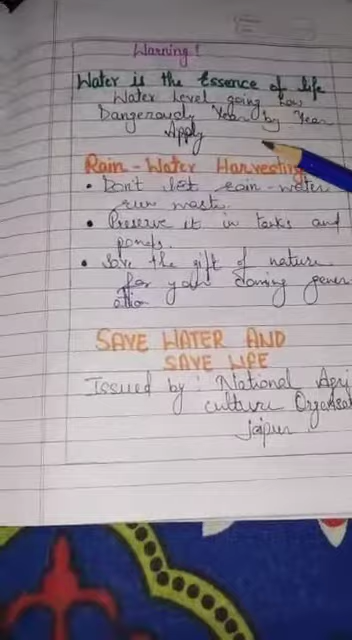 Warning!
Water is the Essence of life
Water Level going Low
Dangerously Year by Year
Apply
Rain-Water Harvesting
• Don't let rain-water
run waste.
• Preserve it in tanks and
ponds.
• Save the gift of nature
for your coming gener
ation
SAVE WATER AND
SAVE LIFE
Issued by: National Agri
culture Organisat
Jaipur